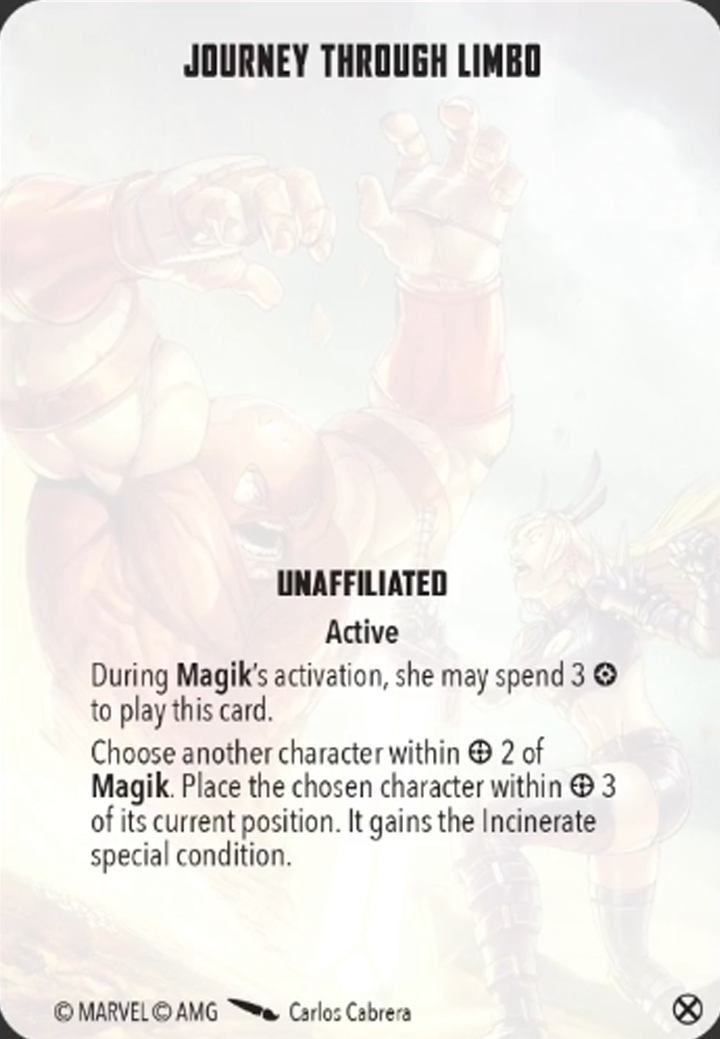 JOURNEY THROUGH LIMBO
UNAFFILIATED
Active
During Magik's activation, she may spend 3
to play this card.
Choose another character within 2 of
Magik. Place the chosen character within 3
of its current position. It gains the Incinerate
special condition.
© MARVEL © AMG Carlos Cabrera